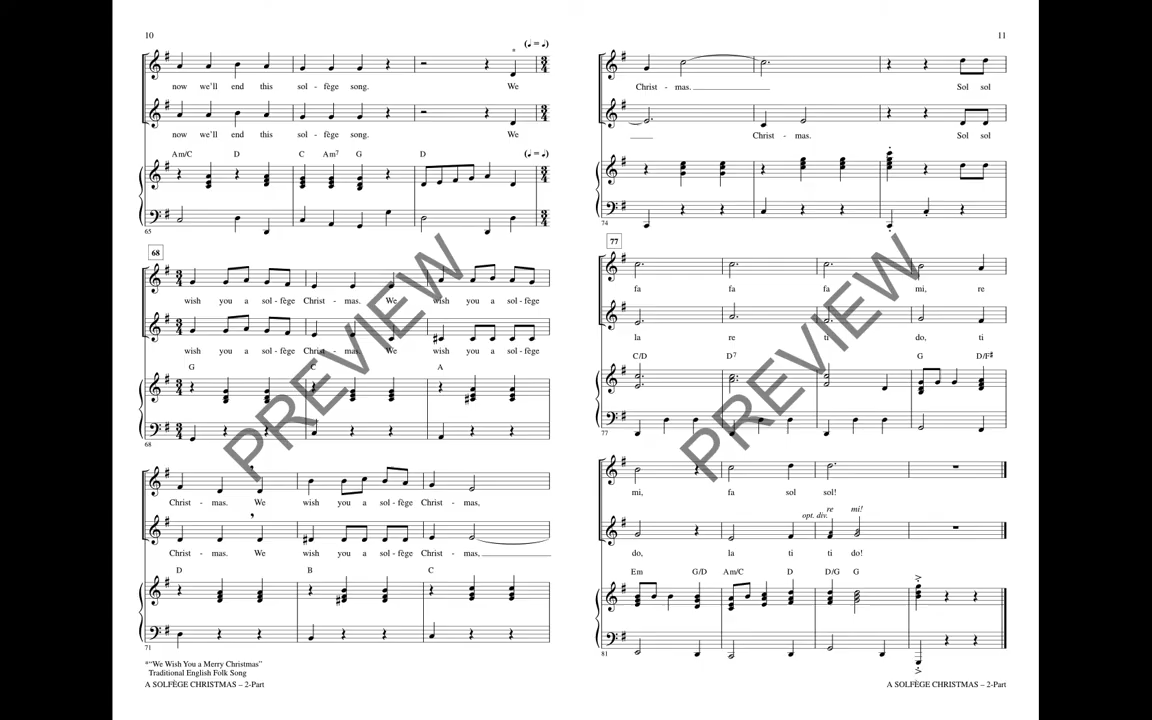 10
(♩ = ♩)
*
now we'll end this sol - fège song. We
now we'll end this sol - fège song. We
Am/C D C Am7 G D
(♩ = ♩)
65
68
wish you a sol - fège Christ - mas. We wish you a sol - fège
wish you a sol - fège Christ - mas. We wish you a sol - fège
G C A
68
Christ - mas. We wish you a sol - fège Christ - mas,
Christ - mas. We wish you a sol - fège Christ - mas,
D B C
71
*"We Wish You a Merry Christmas"
Traditional English Folk Song
A SOLFÈGE CHRISTMAS – 2-Part
PREVIEW
11
Christ - mas. Sol sol
Christ - mas. Sol sol
74
77
fa fa fa mi, re
la re ti do, ti
C/D D7 G D/F#
77
mi, fa sol sol!
opt. div. re mi!
do, la ti ti do!
Em G/D Am/C D D/G G
81
A SOLFÈGE CHRISTMAS – 2-Part
PREVIEW